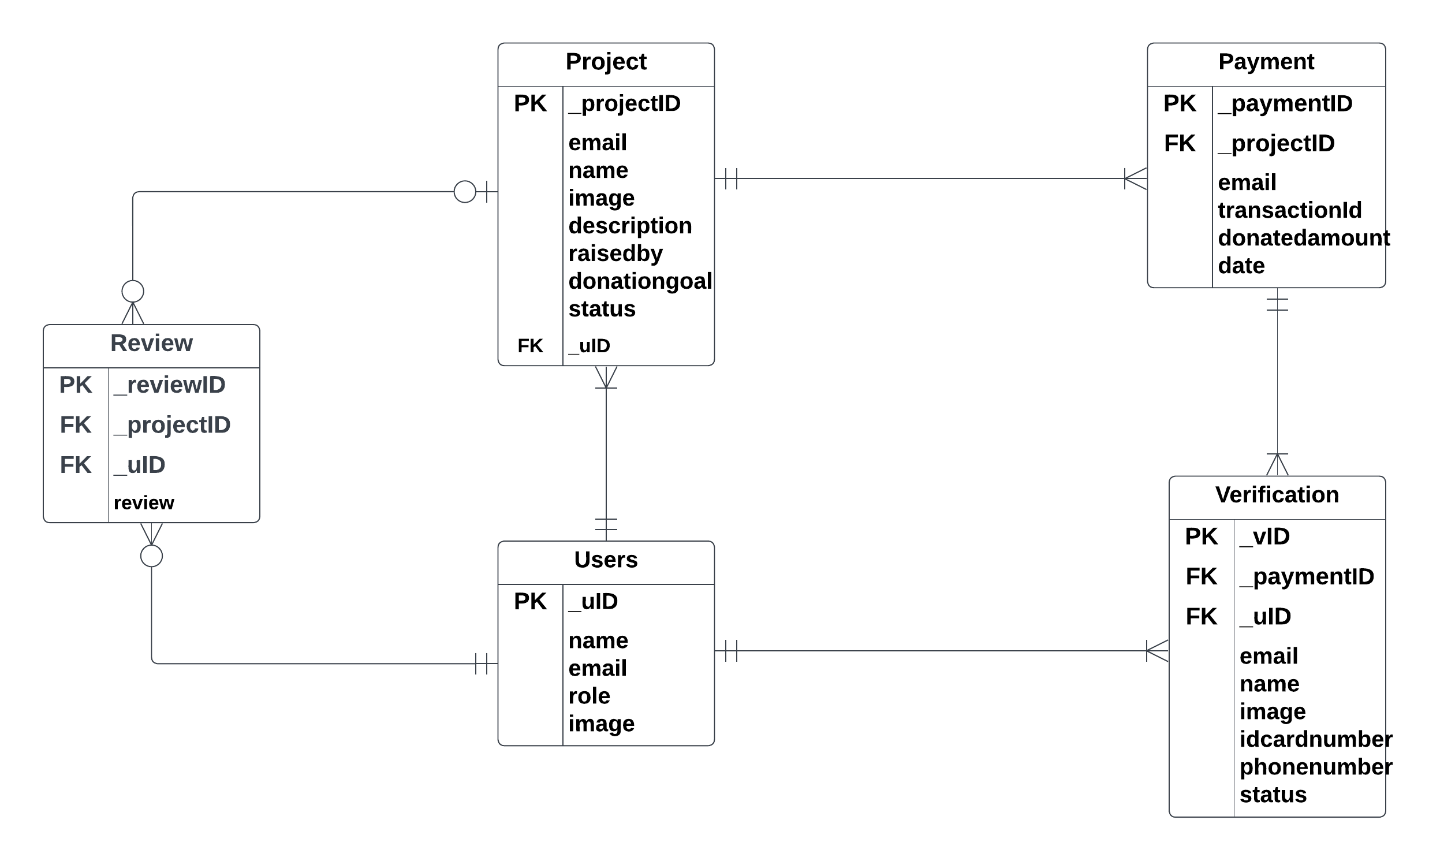 Project
PK _projectID
email
name
image
description
raisedby
donationgoal
status
FK _uID
Payment
PK _paymentID
FK _projectID
email
transactionId
donatedamount
date
Review
PK _reviewID
FK _projectID
FK _uID
review
Users
PK _uID
name
email
role
image
Verification
PK _vID
FK _paymentID
FK _uID
email
name
image
idcardnumber
phonenumber
status